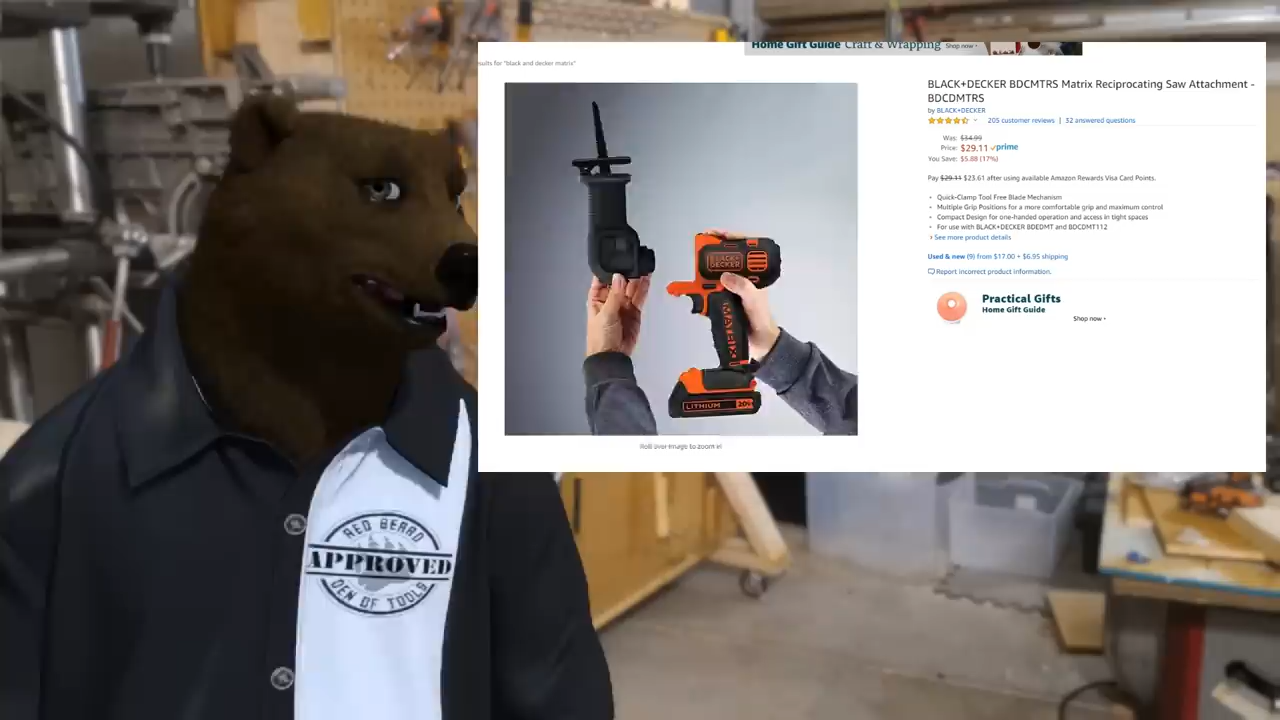 Home Gift Guide Craft & Wrapping Shop now ›
sults for "black and decker matrix"
BLACK+DECKER BDCMTRS Matrix Reciprocating Saw Attachment -
BDCDMTRS
by BLACK+DECKER
205 customer reviews | 32 answered questions
Was: $34.99
Price: $29.11 prime
You Save: $5.88 (17%)
Pay $29.11 $23.61 after using available Amazon Rewards Visa Card Points.
• Quick-Clamp Tool Free Blade Mechanism
• Multiple Grip Positions for a more comfortable grip and maximum control
• Compact Design for one-handed operation and access in tight spaces
• For use with BLACK+DECKER BDEDMT and BDCDMT112
› See more product details
Used & new (9) from $17.00 + $6.95 shipping
Report incorrect product information.
Practical Gifts
Home Gift Guide
Shop now ›
BLACK+
DECKER
MATRIX
LITHIUM 20V
Roll over image to zoom in
RED BEARD
APPROVED
DEN OF TOOLS